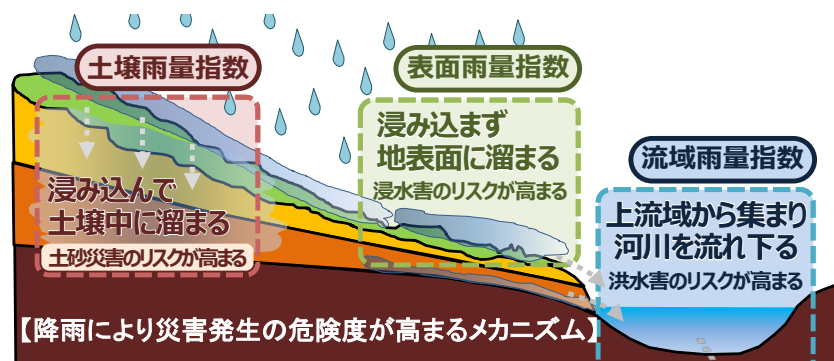 土壌雨量指数
浸み込んで
土壌中に溜まる
土砂災害のリスクが高まる
表面雨量指数
浸み込まず
地表面に溜まる
浸水害のリスクが高まる
流域雨量指数
上流域から集まり
河川を流れ下る
洪水害のリスクが高まる
【降雨により災害発生の危険度が高まるメカニズム】